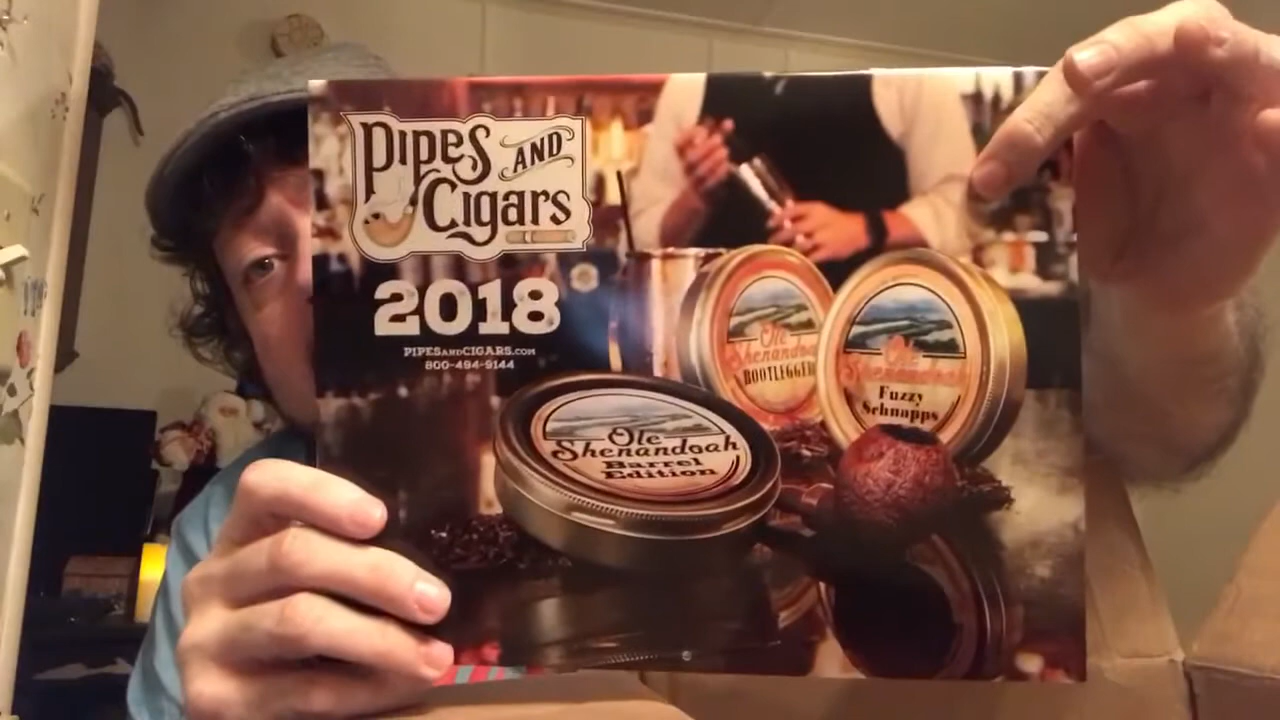 Pipes AND
Cigars
2018
PIPESANDCIGARS.com
800-494-9144
Ole
Shenandoah
BOOTLEGGER
Ole
Shenandoah
Fuzzy
Schnapps
Ole
Shenandoah
Barrel
Edition